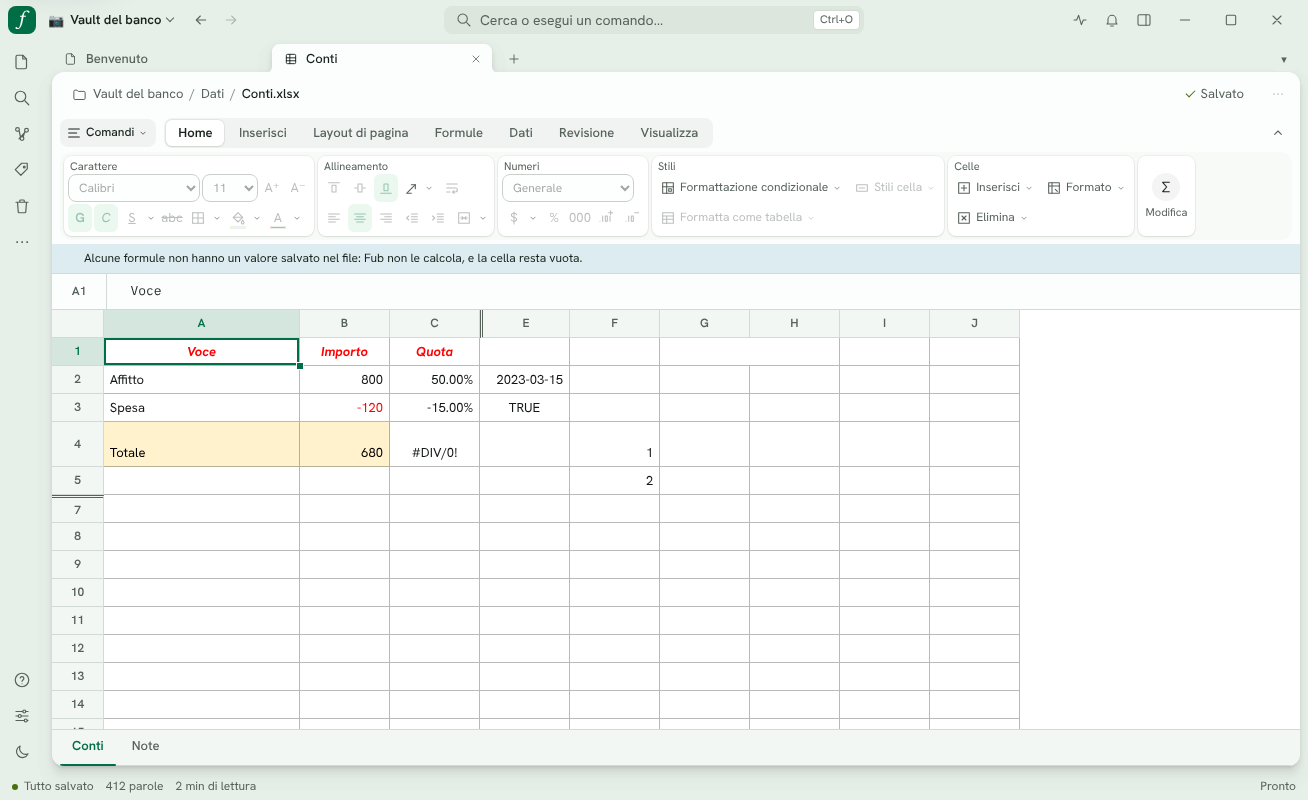 f Vault del banco Cerca o esegui un comando... Ctrl+O
Benvenuto Conti
Vault del banco / Dati / Conti.xlsx Salvato
Comandi Home Inserisci Layout di pagina Formule Dati Revisione Visualizza
Carattere Allineamento Numeri Stili Celle
Calibri 11 A+ A- Generale Formattazione condizionale Stili cella Inserisci Formato Σ
G C S abc A $ % 000 .00 .00 Formatta come tabella Elimina Modifica
Alcune formule non hanno un valore salvato nel file: Fub non le calcola, e la cella resta vuota.
A1 Voce
A B C E F G H I J
1 Voce Importo Quota
2 Affitto 800 50.00% 2023-03-15
3 Spesa -120 -15.00% TRUE
4 Totale 680 #DIV/0! 1
5 2
7
8
9
10
11
12
13
14
Conti Note
Tutto salvato 412 parole 2 min di lettura Pronto